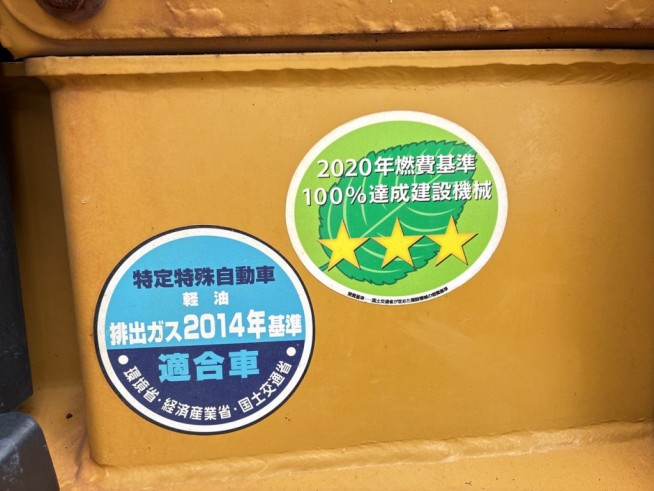 2020年燃費基準
100%達成建設機械
特定特殊自動車
軽油
排出ガス2014年基準
適合車
・環境省・経済産業省・国土交通省・